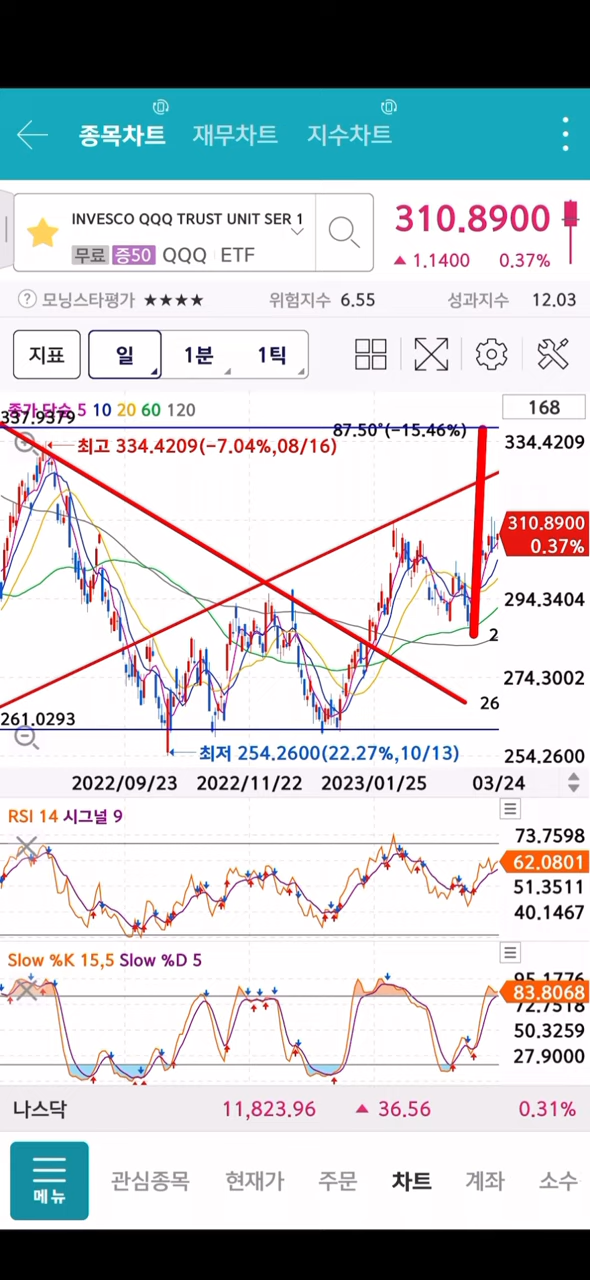 종목차트 재무차트 지수차트
INVESCO QQQ TRUST UNIT SER 1
무료 증50 QQQ ETF
310.8900
▲ 1.1400 0.37%
? 모닝스타평가 ★★★★ 위험지수 6.55 성과지수 12.03
지표 일 1분 1틱
종가 단순 5 10 20 60 120
168
337.9379
87.50°(-15.46%)
최고 334.4209(-7.04%,08/16)
334.4209
310.8900
0.37%
294.3404
2
274.3002
26
261.0293
최저 254.2600(22.27%,10/13)
254.2600
2022/09/23 2022/11/22 2023/01/25 03/24
RSI 14 시그널 9
73.7598
62.0801
51.3511
40.1467
Slow %K 15,5 Slow %D 5
95.1776
83.8068
72.7518
50.3259
27.9000
나스닥 11,823.96 ▲ 36.56 0.31%
메뉴 관심종목 현재가 주문 차트 계좌 소수